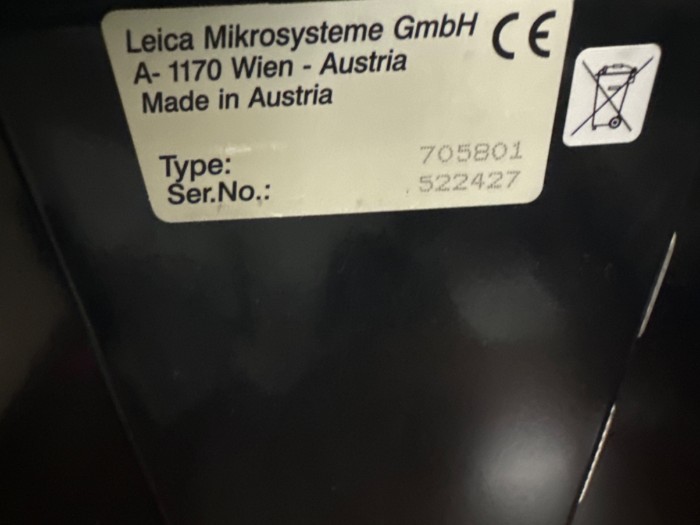 Leica Mikrosysteme GmbH CE
A- 1170 Wien - Austria
Made in Austria
Type: 705801
Ser.No.: 522427